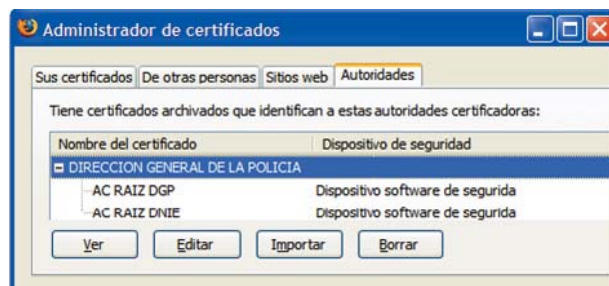 Administrador de certificados
Sus certificados De otras personas Sitios web Autoridades
Tiene certificados archivados que identifican a estas autoridades certificadoras:
Nombre del certificado Dispositivo de seguridad
DIRECCION GENERAL DE LA POLICIA
AC RAIZ DGP Dispositivo software de segurida
AC RAIZ DNIE Dispositivo software de segurida
Ver Editar Importar Borrar